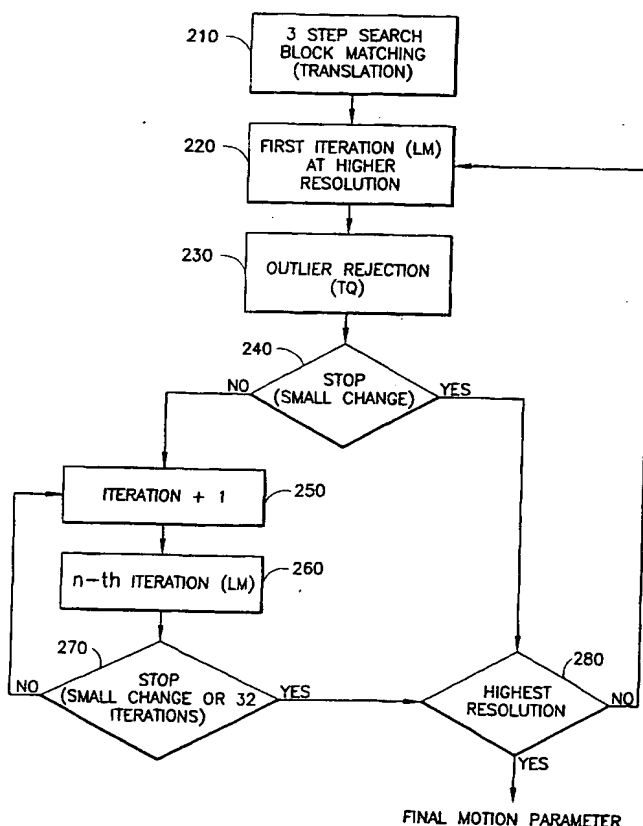 210
3 STEP SEARCH
BLOCK MATCHING
(TRANSLATION)
220
FIRST ITERATION (LM)
AT HIGHER
RESOLUTION
230
OUTLIER REJECTION
(TQ)
240
NO
STOP
(SMALL CHANGE)
YES
ITERATION + 1
250
n-th ITERATION (LM)
260
270
NO
STOP
(SMALL CHANGE OR 32
ITERATIONS)
YES
280
HIGHEST
RESOLUTION
NO
YES
FINAL MOTION PARAMETER